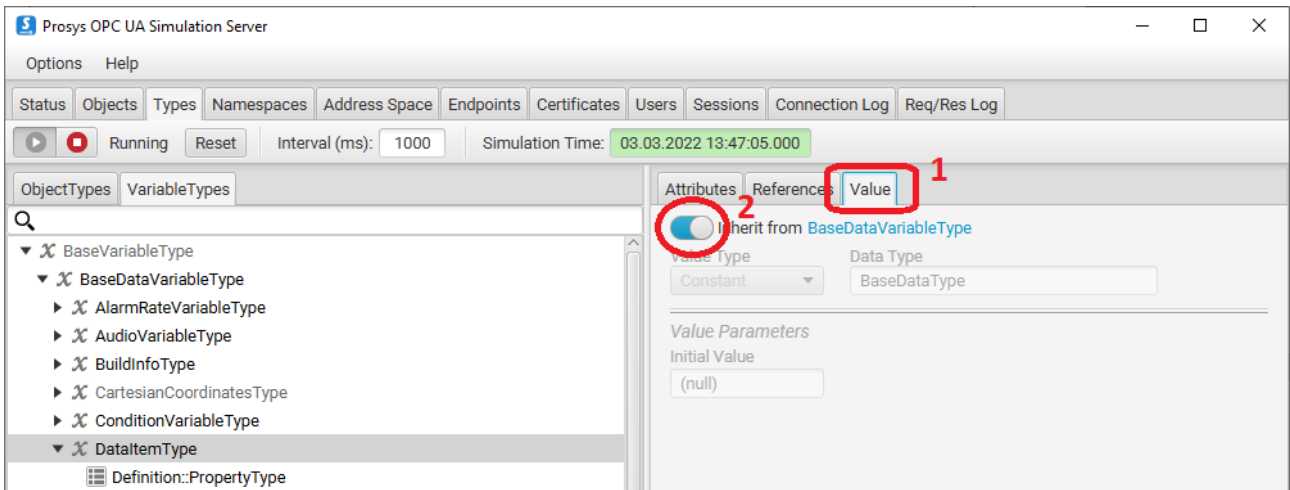 Prosys OPC UA Simulation Server
Options Help
Status Objects Types Namespaces Address Space Endpoints Certificates Users Sessions Connection Log Req/Res Log
Running Reset Interval (ms): 1000 Simulation Time: 03.03.2022 13:47:05.000
ObjectTypes VariableTypes
Attributes References Value 1
2 Inherit from BaseDataVariableType
BaseVariableType
Value Type Data Type
BaseDataVariableType
Constant BaseDataType
AlarmRateVariableType
AudioVariableType
Value Parameters
BuildInfoType
Initial Value
CartesianCoordinatesType
(null)
ConditionVariableType
DataItemType
Definition::PropertyType